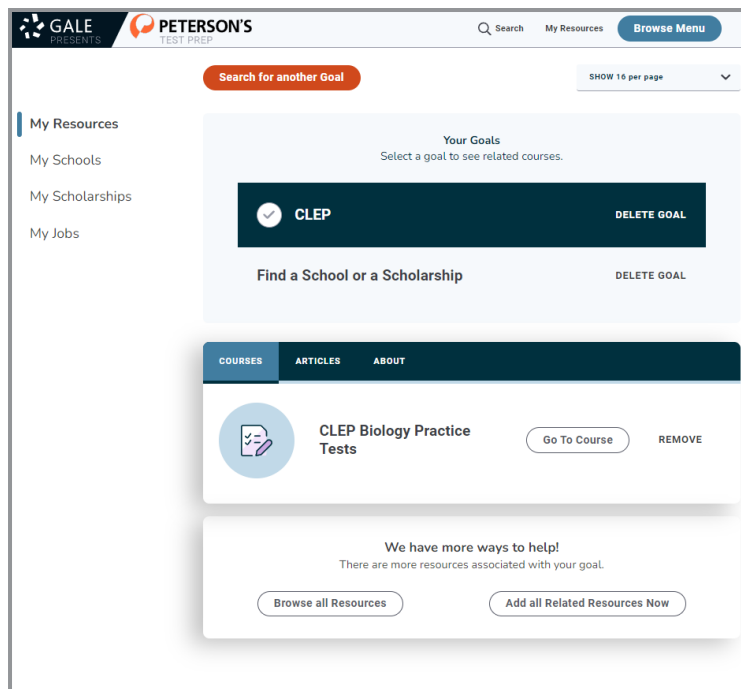 GALE
PRESENTS
PETERSON'S
TEST PREP
Search
My Resources
Browse Menu
Search for another Goal
SHOW 16 per page
My Resources
My Schools
My Scholarships
My Jobs
Your Goals
Select a goal to see related courses.
CLEP
DELETE GOAL
Find a School or a Scholarship
DELETE GOAL
COURSES
ARTICLES
ABOUT
CLEP Biology Practice
Tests
Go To Course
REMOVE
We have more ways to help!
There are more resources associated with your goal.
Browse all Resources
Add all Related Resources Now